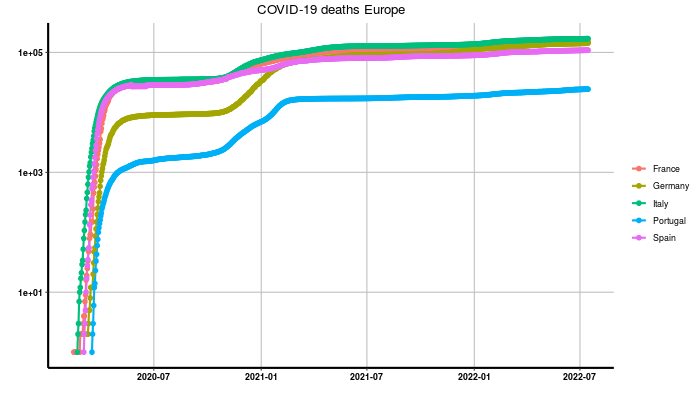 COVID-19 deaths Europe
1e+05
1e+03
1e+01
2020-07
2021-01
2021-07
2022-01
2022-07
France
Germany
Italy
Portugal
Spain